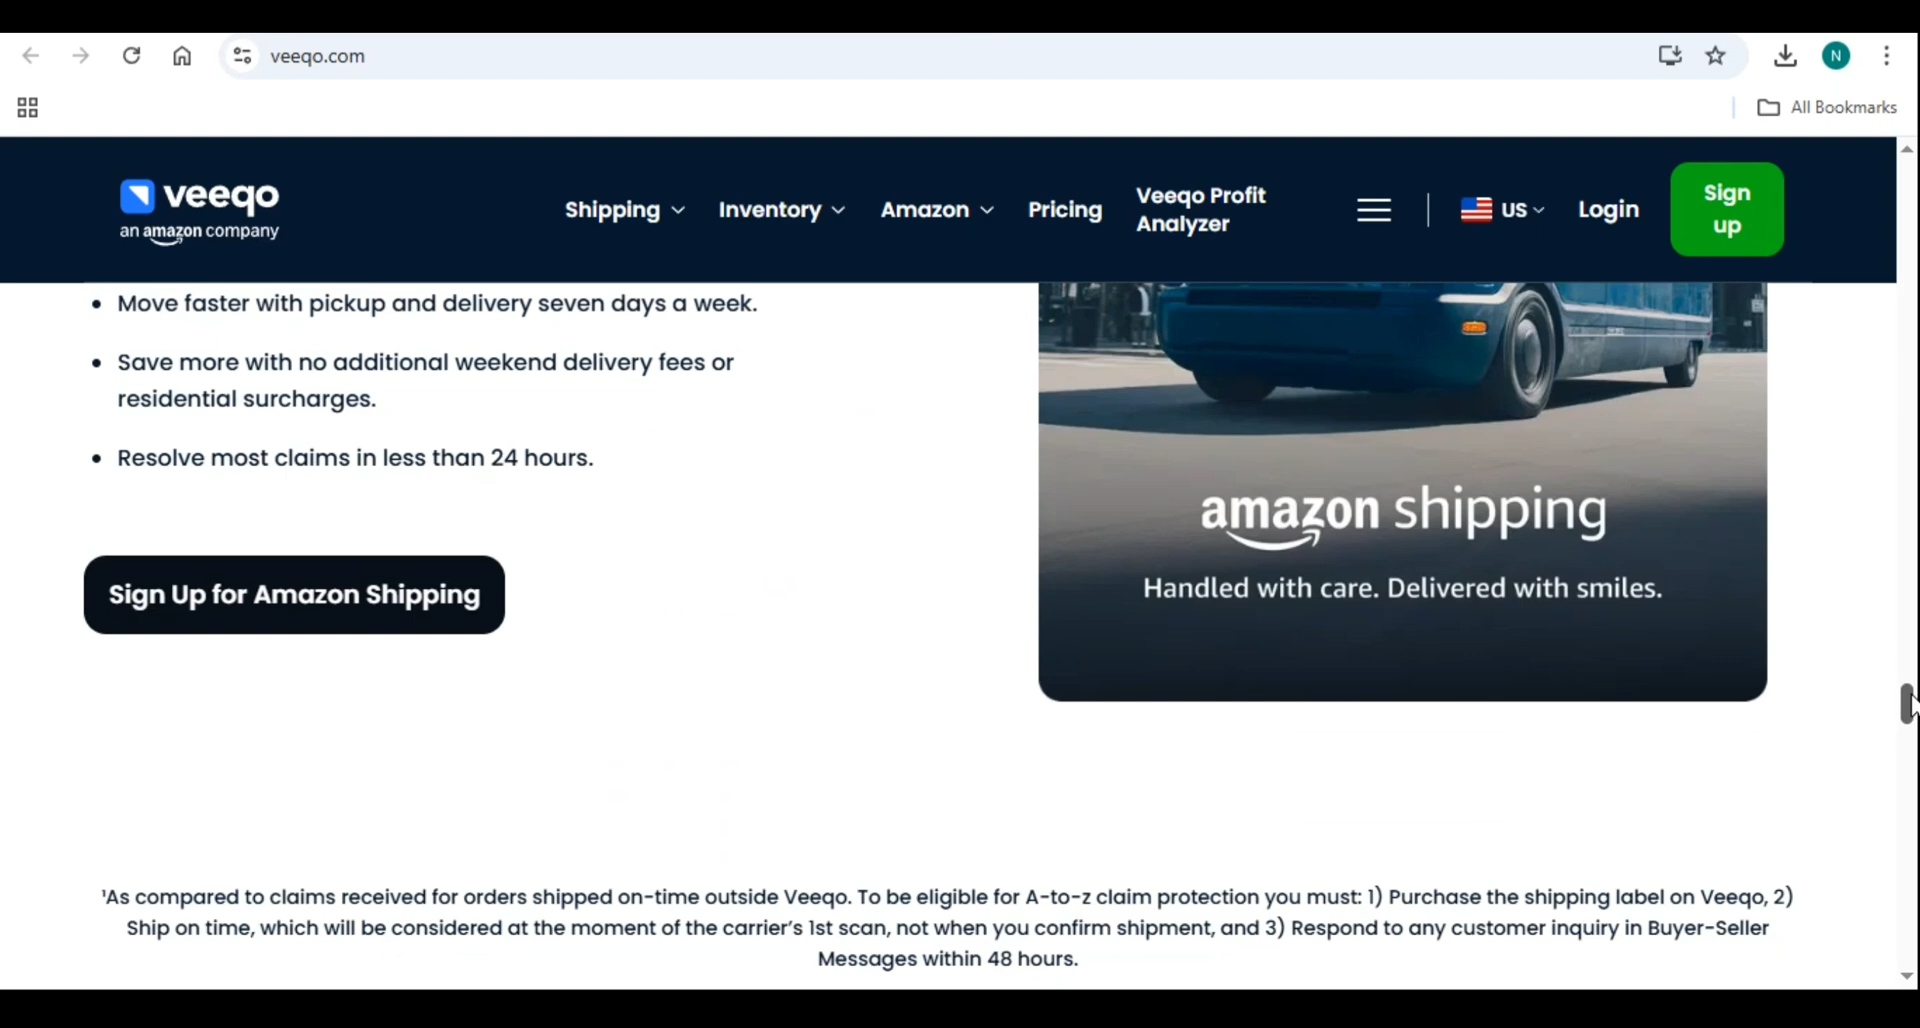 veeqo.com
N
All Bookmarks
veeqo
an amazon company
Shipping
Inventory
Amazon
Pricing
Veeqo Profit
Analyzer
US
Login
Sign
up
• Move faster with pickup and delivery seven days a week.
• Save more with no additional weekend delivery fees or
residential surcharges.
• Resolve most claims in less than 24 hours.
Sign Up for Amazon Shipping
amazon shipping
Handled with care. Delivered with smiles.
¹As compared to claims received for orders shipped on-time outside Veeqo. To be eligible for A-to-z claim protection you must: 1) Purchase the shipping label on Veeqo, 2)
Ship on time, which will be considered at the moment of the carrier’s 1st scan, not when you confirm shipment, and 3) Respond to any customer inquiry in Buyer-Seller
Messages within 48 hours.